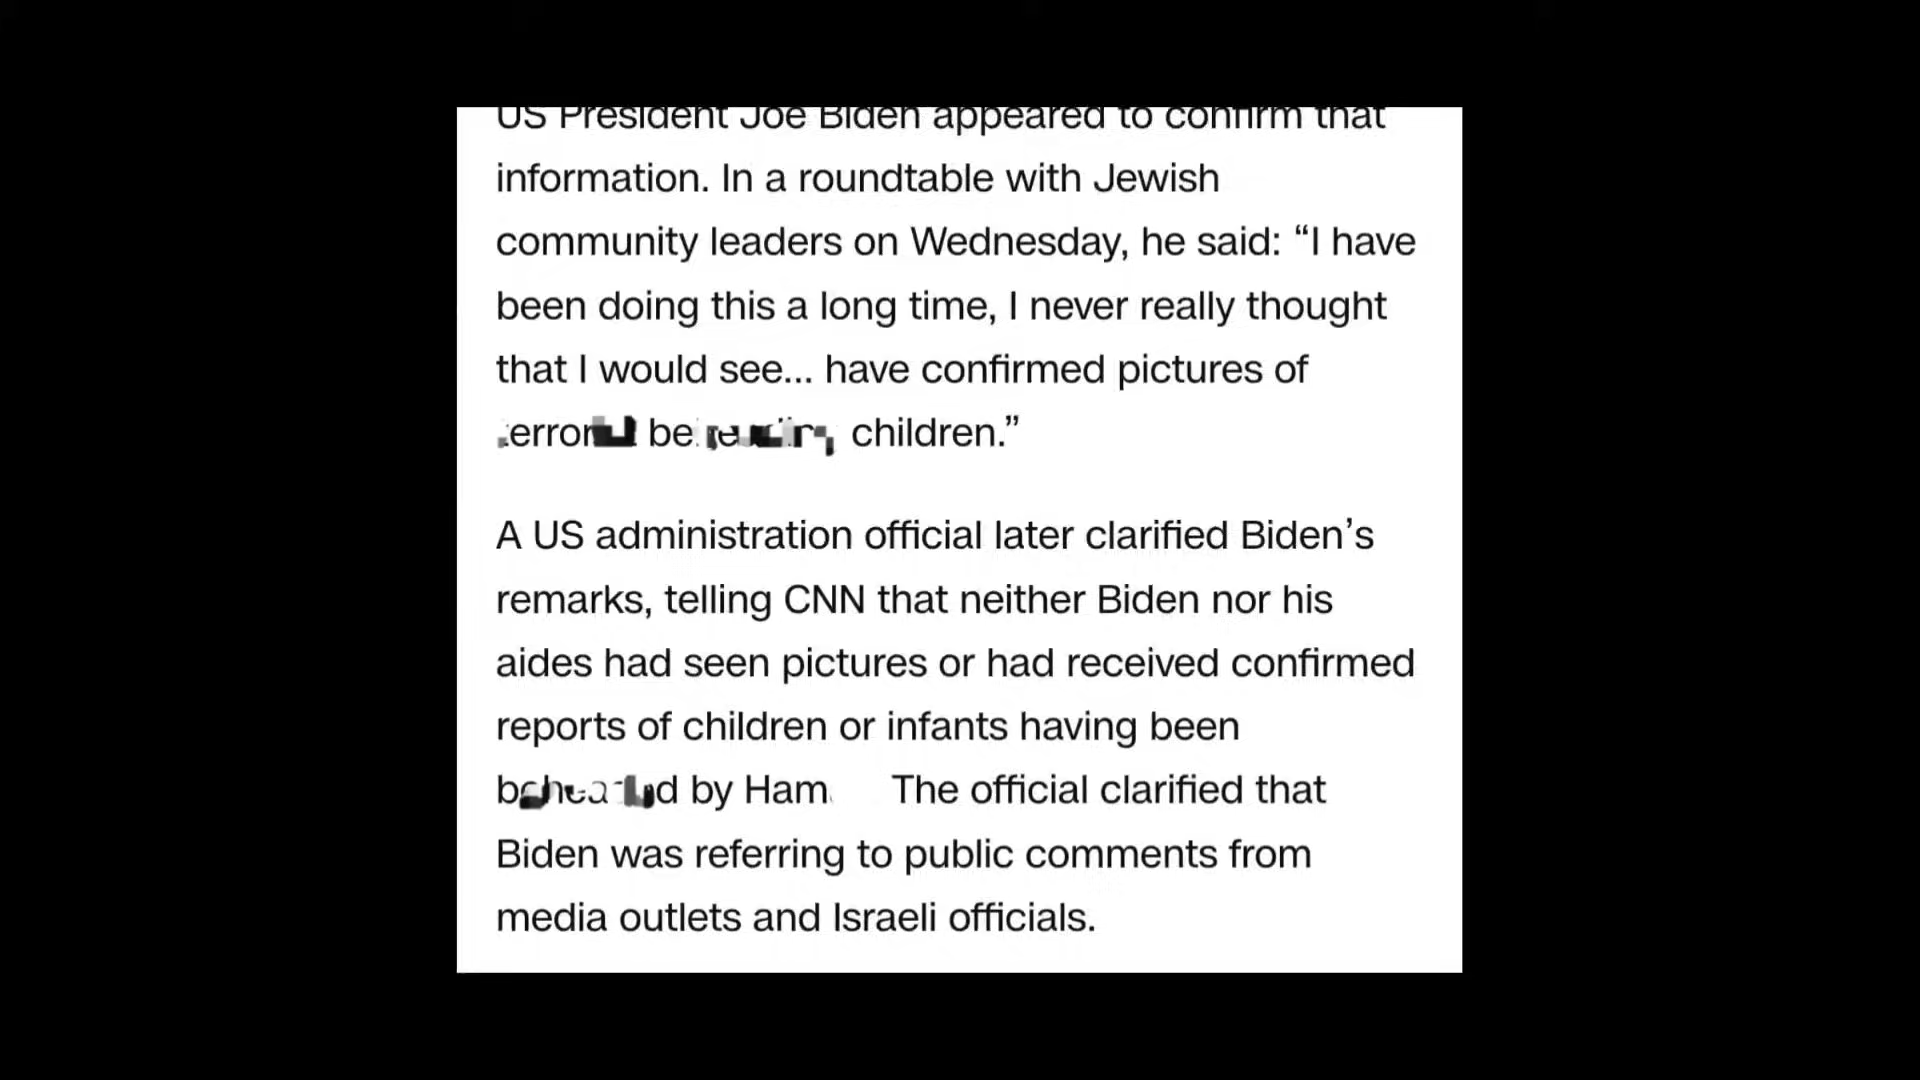 US President Joe Biden appeared to confirm that
information. In a roundtable with Jewish
community leaders on Wednesday, he said: “I have
been doing this a long time, I never really thought
that I would see... have confirmed pictures of
children.”
A US administration official later clarified Biden’s
remarks, telling CNN that neither Biden nor his
aides had seen pictures or had received confirmed
reports of children or infants having been
by The official clarified that
Biden was referring to public comments from
media outlets and Israeli officials.